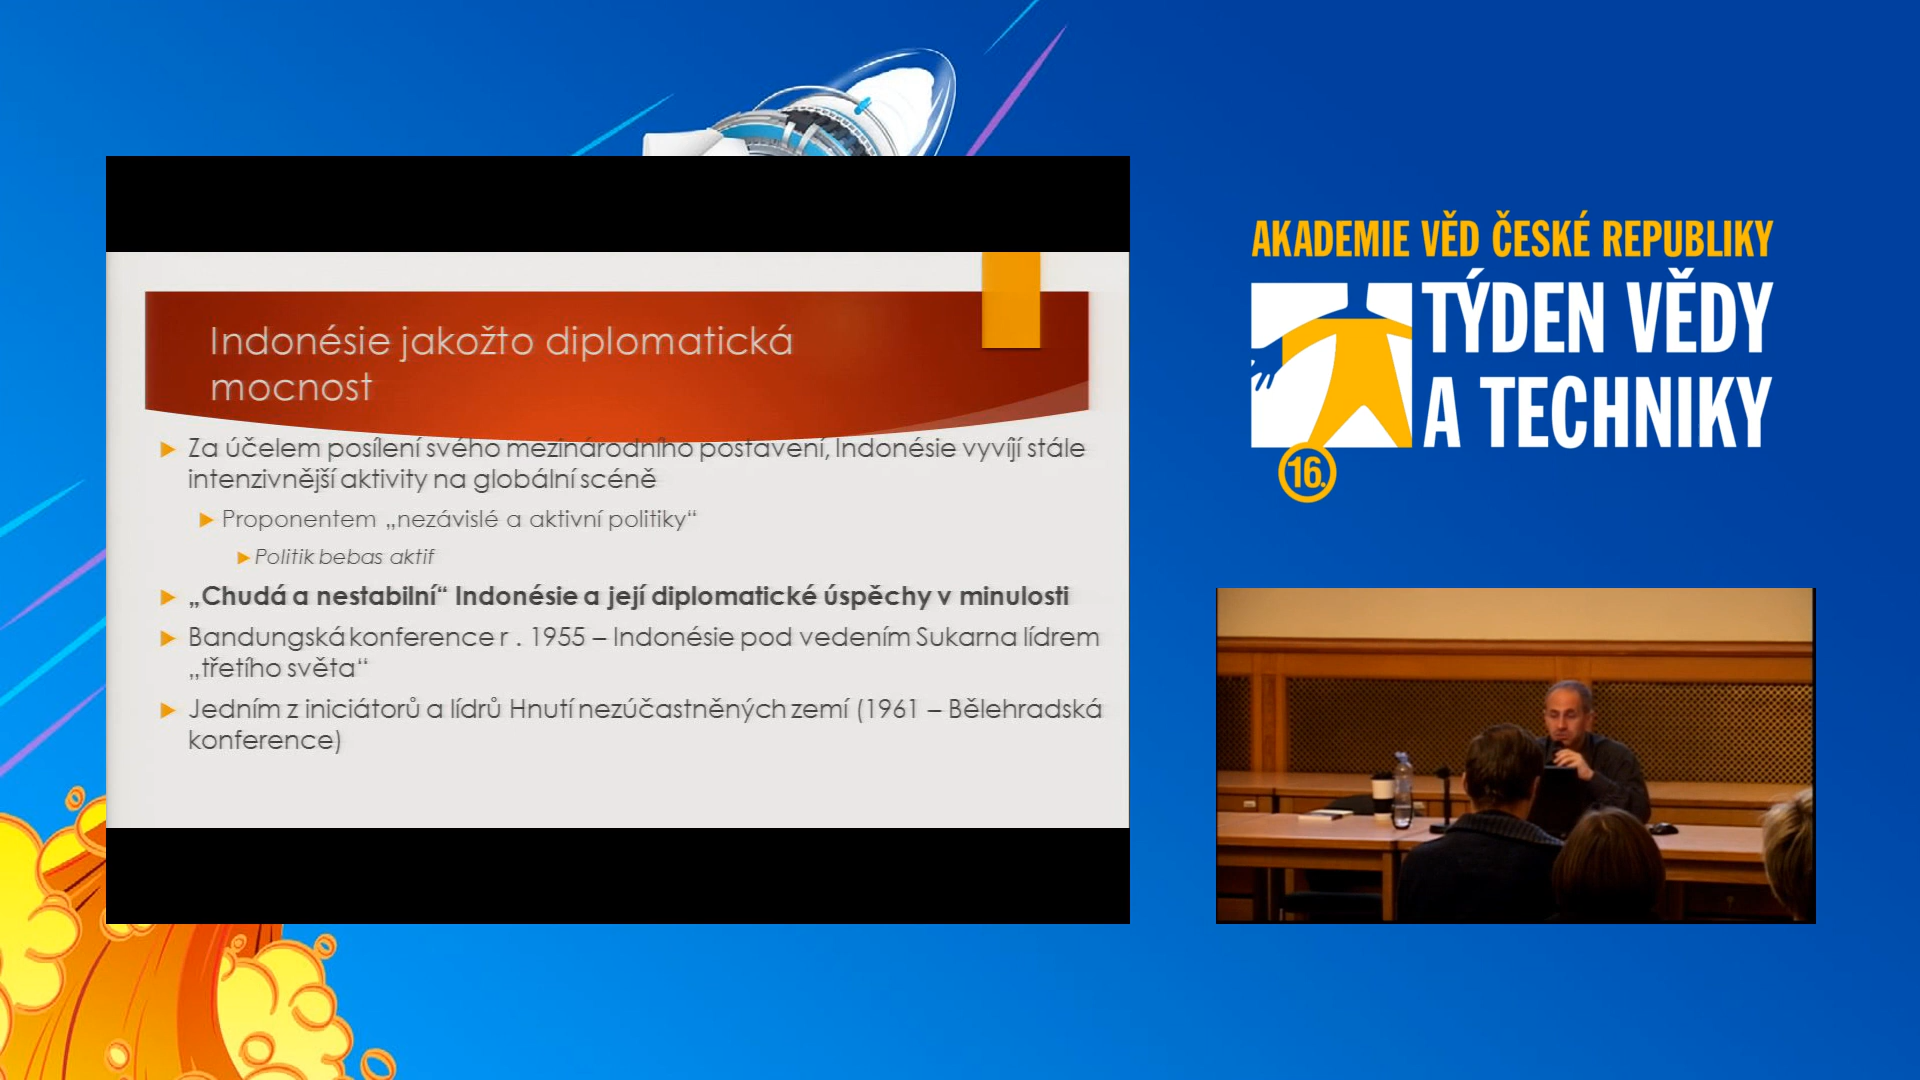 AKADEMIE VĚD ČESKÉ REPUBLIKY
TÝDEN VĚDY
A TECHNIKY
16.
Indonésie jakožto diplomatická
mocnost
Za účelem posílení svého mezinárodního postavení, Indonésie vyvíjí stále
intenzivnější aktivity na globální scéně
Proponentem „nezávislé a aktivní politiky“
Politik bebas aktif
„Chudá a nestabilní“ Indonésie a její diplomatické úspěchy v minulosti
Bandungská konference r . 1955 – Indonésie pod vedením Sukarna lídrem
„třetího světa“
Jedním z iniciátorů a lídrů Hnutí nezúčastněných zemí (1961 – Bělehradská
konference)